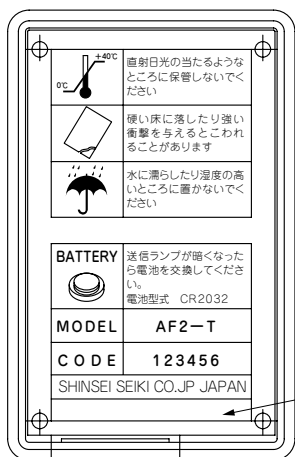 +40℃
0℃
直射日光の当たるような
ところに保管しないでく
ださい
硬い床に落したり強い
衝撃を与えるとこわれ
ることがあります
水に濡らしたり湿度の高
いところに置かないでく
ださい
BATTERY
送信ランプが暗くなった
ら電池を交換してくださ
い。
電池型式 CR2032
MODEL AF2-T
CODE 123456
SHINSEI SEIKI CO.JP JAPAN